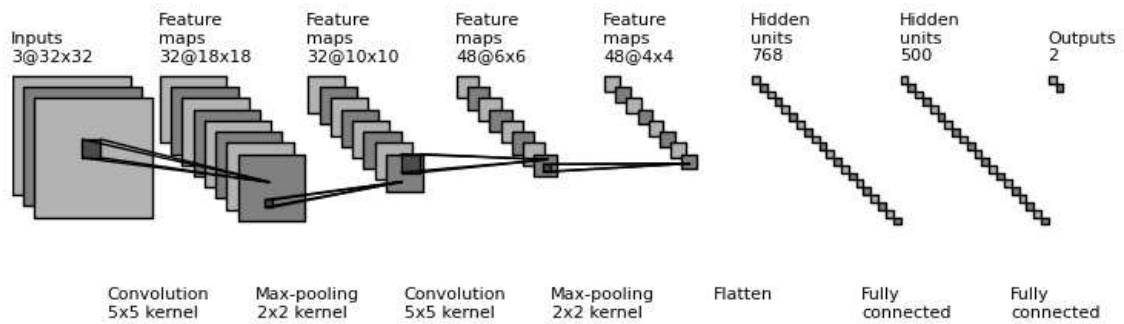 Inputs
3@32x32
Feature
maps
32@18x18
Feature
maps
32@10x10
Feature
maps
48@6x6
Feature
maps
48@4x4
Hidden
units
768
Hidden
units
500
Outputs
2
Convolution
5x5 kernel
Max-pooling
2x2 kernel
Convolution
5x5 kernel
Max-pooling
2x2 kernel
Flatten
Fully
connected
Fully
connected